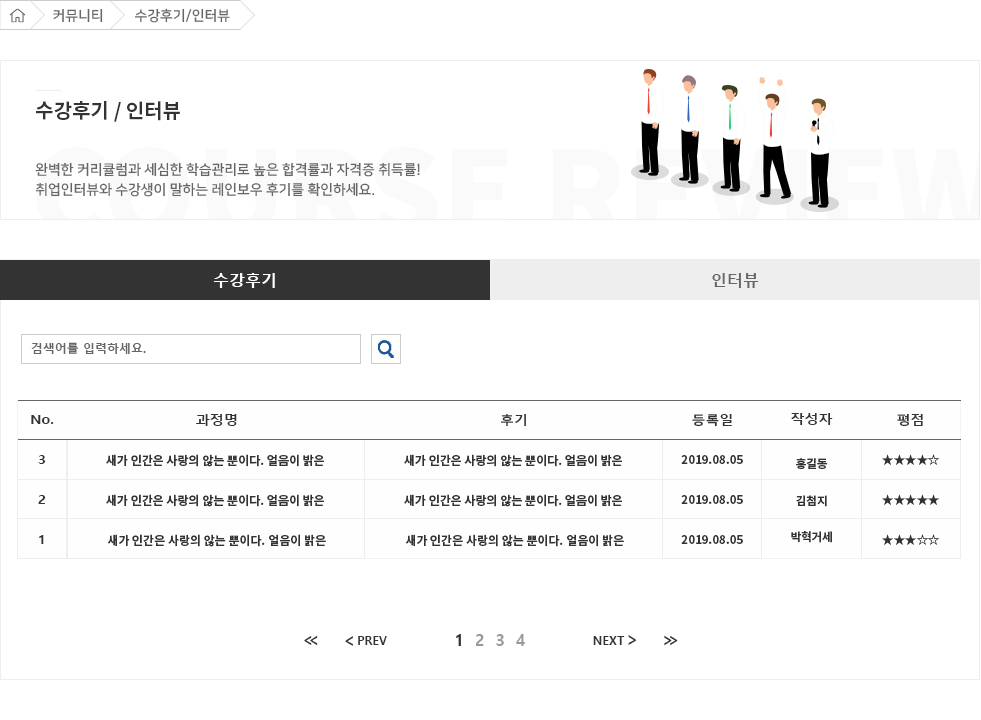 커뮤니티 수강후기/인터뷰
수강후기 / 인터뷰
COURSE REVIEW
완벽한 커리큘럼과 세심한 학습관리로 높은 합격률과 자격증 취득률!
취업인터뷰와 수강생이 말하는 레인보우 후기를 확인하세요.
수강후기 인터뷰
검색어를 입력하세요.
No. 과정명 후기 등록일 작성자 평점
3 새가 인간은 사랑의 않는 뿐이다. 얼음이 밝은 새가 인간은 사랑의 않는 뿐이다. 얼음이 밝은 2019.08.05 홍길동 ★★★★☆
2 새가 인간은 사랑의 않는 뿐이다. 얼음이 밝은 새가 인간은 사랑의 않는 뿐이다. 얼음이 밝은 2019.08.05 김첨지 ★★★★★
1 새가 인간은 사랑의 않는 뿐이다. 얼음이 밝은 새가 인간은 사랑의 않는 뿐이다. 얼음이 밝은 2019.08.05 박혁거세 ★★★☆☆
≪ < PREV 1 2 3 4 NEXT > ≫